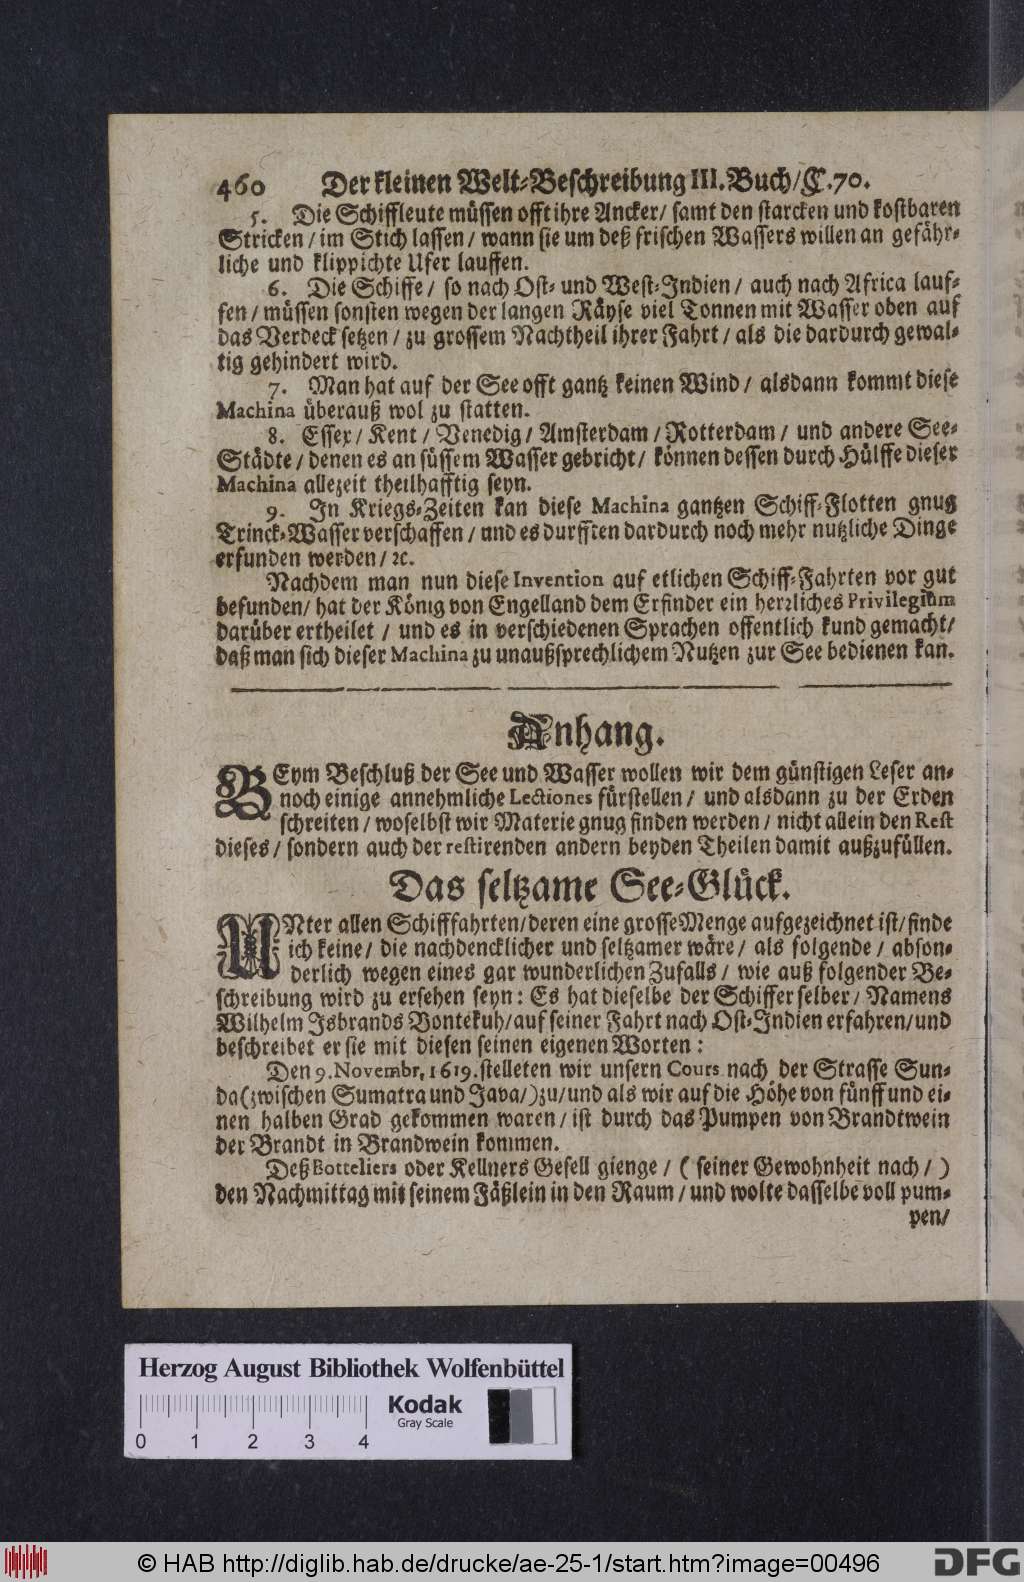 460 Der kleinen Welt-Beschreibung III. Buch/ C. 70.
5. Die Schiffleute müssen offt ihre Ancker/ samt den starcken und kostbaren
Stricken/ im Stich lassen/ wann sie um deß frischen Wassers willen an gefähr-
liche und klippichte Ufer lauffen.
6. Die Schiffe/ so nach Ost- und West-Indien/ auch nach Africa lauf-
fen/ müssen sonsten wegen der langen Räyse viel Tonnen mit Wasser oben auf
das Verdeck setzen/ zu grossem Nachtheil ihrer Fahrt/ als die dardurch gewal-
tig gehindert wird.
7. Man hat auf der See offt gantz keinen Wind/ alsdann kommt diese
Machina überauß wol zu statten.
8. Essex/ Kent/ Venedig/ Amsterdam/ Rotterdam/ und andere See-
Städte/ denen es an süssem Wasser gebricht/ können dessen durch Hülffe dieser
Machina allezeit theilhafftig seyn.
9. In Kriegs-Zeiten kan diese Machina gantzen Schiff-Flotten gnug
Trinck-Wasser verschaffen/ und es durfften dardurch noch mehr nutzliche Dinge
erfunden werden/ ꝛc.
Nachdem man nun diese Invention auf etlichen Schiff-Fahrten vor gut
befunden/ hat der König von Engelland dem Erfinder ein herzliches Privilegium
darüber ertheilet/ und es in verschiedenen Sprachen offentlich kund gemacht/
daß man sich dieser Machina zu unaußsprechlichem Nutzen zur See bedienen kan.
Anhang.
BEym Beschluß der See und Wasser wollen wir dem günstigen Leser an-
noch einige annehmliche Lectiones fürstellen/ und alsdann zu der Erden
schreiten/ woselbst wir Materie gnug finden werden/ nicht allein den Rest
dieses/ sondern auch der restirenden andern beyden Theilen damit außzufüllen.
Das seltzame See-Glück.
UNter allen Schifffahrten/ deren eine grosse Menge aufgezeichnet ist/ finde
ich keine/ die nachdencklicher und seltzamer wäre/ als folgende/ abson-
derlich wegen eines gar wunderlichen Zufalls/ wie auß folgender Be-
schreibung wird zu ersehen seyn: Es hat dieselbe der Schiffer selber/ Namens
Wilhelm Isbrands Bontekuh/ auf seiner Fahrt nach Ost-Indien erfahren/ und
beschreibet er sie mit diesen seinen eigenen Worten:
Den 9. Novembr. 1619. stelleten wir unsern Cours nach der Strasse Sun-
da (zwischen Sumatra und Java/) zu/ und als wir auf die Höhe von fünff und ei-
nen halben Grad gekommen waren/ ist durch das Pumpen von Brandtwein
der Brandt in Brandwein kommen.
Deß Botteliers oder Kellners Gesell gienge/ (seiner Gewohnheit nach/)
den Nachmittag mit seinem Fäßlein in den Raum/ und wolte dasselbe voll pum-
pen/
Herzog August Bibliothek Wolfenbüttel
Kodak
Gray Scale
0 1 2 3 4
© HAB http://diglib.hab.de/drucke/ae-25-1/start.htm?image=00496
DFG